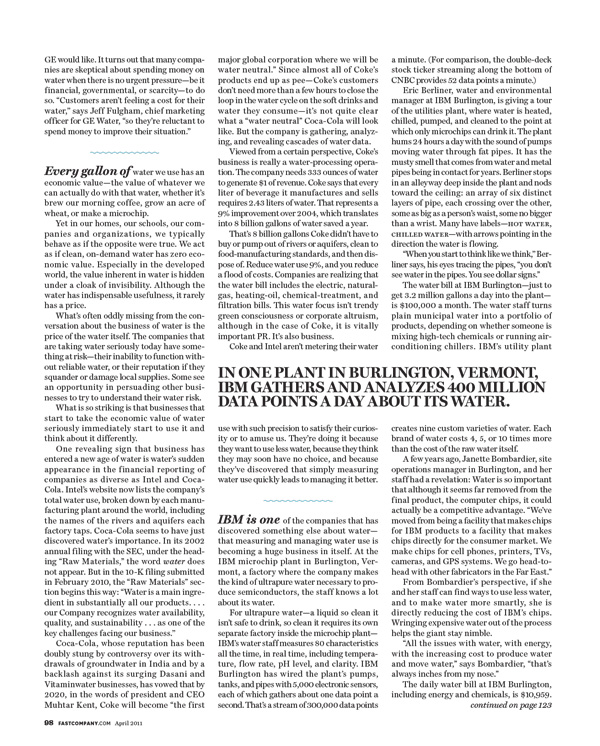 GE would like. It turns out that many compa-
nies are skeptical about spending money on
water when there is no urgent pressure—be it
financial, governmental, or scarcity—to do
so. "Customers aren't feeling a cost for their
water," says Jeff Fulgham, chief marketing
officer for GE Water, "so they're reluctant to
spend money to improve their situation."
Every gallon of water we use has an
economic value—the value of whatever we
can actually do with that water, whether it's
brew our morning coffee, grow an acre of
wheat, or make a microchip.
Yet in our homes, our schools, our com-
panies and organizations, we typically
behave as if the opposite were true. We act
as if clean, on-demand water has zero eco-
nomic value. Especially in the developed
world, the value inherent in water is hidden
under a cloak of invisibility. Although the
water has indispensable usefulness, it rarely
has a price.
What's often oddly missing from the con-
versation about the business of water is the
price of the water itself. The companies that
are taking water seriously today have some-
thing at risk—their inability to function with-
out reliable water, or their reputation if they
squander or damage local supplies. Some see
an opportunity in persuading other busi-
nesses to try to understand their water risk.
What is so striking is that businesses that
start to take the economic value of water
seriously immediately start to use it and
think about it differently.
One revealing sign that business has
entered a new age of water is water's sudden
appearance in the financial reporting of
companies as diverse as Intel and Coca-
Cola. Intel's website now lists the company's
total water use, broken down by each manu-
facturing plant around the world, including
the names of the rivers and aquifers each
factory taps. Coca-Cola seems to have just
discovered water's importance. In its 2002
annual filing with the SEC, under the head-
ing "Raw Materials," the word water does
not appear. But in the 10-K filing submitted
in February 2010, the "Raw Materials" sec-
tion begins this way: "Water is a main ingre-
dient in substantially all our products. . . .
our Company recognizes water availability,
quality, and sustainability . . . as one of the
key challenges facing our business."
Coca-Cola, whose reputation has been
doubly stung by controversy over its with-
drawals of groundwater in India and by a
backlash against its surging Dasani and
Vitaminwater businesses, has vowed that by
2020, in the words of president and CEO
Muhtar Kent, Coke will become "the first
major global corporation where we will be
water neutral." Since almost all of Coke's
products end up as pee—Coke's customers
don't need more than a few hours to close the
loop in the water cycle on the soft drinks and
water they consume—it's not quite clear
what a "water neutral" Coca-Cola will look
like. But the company is gathering, analyz-
ing, and revealing cascades of water data.
Viewed from a certain perspective, Coke's
business is really a water-processing opera-
tion. The company needs 333 ounces of water
to generate $1 of revenue. Coke says that every
liter of beverage it manufactures and sells
requires 2.43 liters of water. That represents a
9% improvement over 2004, which translates
into 8 billion gallons of water saved a year.
That's 8 billion gallons Coke didn't have to
buy or pump out of rivers or aquifers, clean to
food-manufacturing standards, and then dis-
pose of. Reduce water use 9%, and you reduce
a flood of costs. Companies are realizing that
the water bill includes the electric, natural-
gas, heating-oil, chemical-treatment, and
filtration bills. This water focus isn't trendy
green consciousness or corporate altruism,
although in the case of Coke, it is vitally
important PR. It's also business.
Coke and Intel aren't metering their water
use with such precision to satisfy their curios-
ity or to amuse us. They're doing it because
they want to use less water, because they think
they may soon have no choice, and because
they've discovered that simply measuring
water use quickly leads to managing it better.
IBM is one of the companies that has
discovered something else about water—
that measuring and managing water use is
becoming a huge business in itself. At the
IBM microchip plant in Burlington, Ver-
mont, a factory where the company makes
the kind of ultrapure water necessary to pro-
duce semiconductors, the staff knows a lot
about its water.
For ultrapure water—a liquid so clean it
isn't safe to drink, so clean it requires its own
separate factory inside the microchip plant—
IBM's water staff measures 80 characteristics
all the time, in real time, including tempera-
ture, flow rate, pH level, and clarity. IBM
Burlington has wired the plant's pumps,
tanks, and pipes with 5,000 electronic sensors,
each of which gathers about one data point a
second. That's a stream of 300,000 data points
a minute. (For comparison, the double-deck
stock ticker streaming along the bottom of
CNBC provides 52 data points a minute.)
Eric Berliner, water and environmental
manager at IBM Burlington, is giving a tour
of the utilities plant, where water is heated,
chilled, pumped, and cleaned to the point at
which only microchips can drink it. The plant
hums 24 hours a day with the sound of pumps
moving water through fat pipes. It has the
musty smell that comes from water and metal
pipes being in contact for years. Berliner stops
in an alleyway deep inside the plant and nods
toward the ceiling: an array of six distinct
layers of pipe, each crossing over the other,
some as big as a person's waist, some no bigger
than a wrist. Many have labels—HOT WATER,
CHILLED WATER—with arrows pointing in the
direction the water is flowing.
"When you start to think like we think," Ber-
liner says, his eyes tracing the pipes, "you don't
see water in the pipes. You see dollar signs."
The water bill at IBM Burlington—just to
get 3.2 million gallons a day into the plant—
is $100,000 a month. The water staff turns
plain municipal water into a portfolio of
products, depending on whether someone is
mixing high-tech chemicals or running air-
conditioning chillers. IBM's utility plant
IN ONE PLANT IN BURLINGTON, VERMONT,
IBM GATHERS AND ANALYZES 400 MILLION
DATA POINTS A DAY ABOUT ITS WATER.
creates nine custom varieties of water. Each
brand of water costs 4, 5, or 10 times more
than the cost of the raw water itself.
A few years ago, Janette Bombardier, site
operations manager in Burlington, and her
staff had a revelation: Water is so important
that although it seems far removed from the
final product, the computer chips, it could
actually be a competitive advantage. "We've
moved from being a facility that makes chips
for IBM products to a facility that makes
chips directly for the consumer market. We
make chips for cell phones, printers, TVs,
cameras, and GPS systems. We go head-to-
head with other fabricators in the Far East."
From Bombardier's perspective, if she
and her staff can find ways to use less water,
and to make water more smartly, she is
directly reducing the cost of IBM's chips.
Wringing expensive water out of the process
helps the giant stay nimble.
"All the issues with water, with energy,
with the increasing cost to produce water
and move water," says Bombardier, "that's
always inches from my nose."
The daily water bill at IBM Burlington,
including energy and chemicals, is $10,959.
continued on page 123
98 FASTCOMPANY.COM April 2011